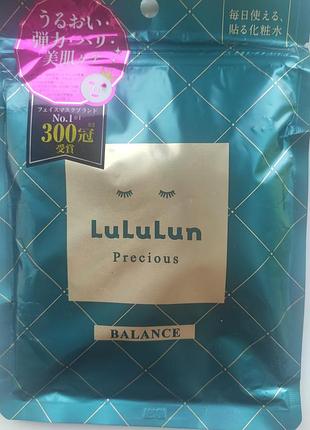 うるおい・
弾力・ハリ・
美肌ケア
フェイスマスクブランド
No.1
300冠
受賞
毎日使える、
貼る化粧水
LuLuLun
Precious
BALANCE